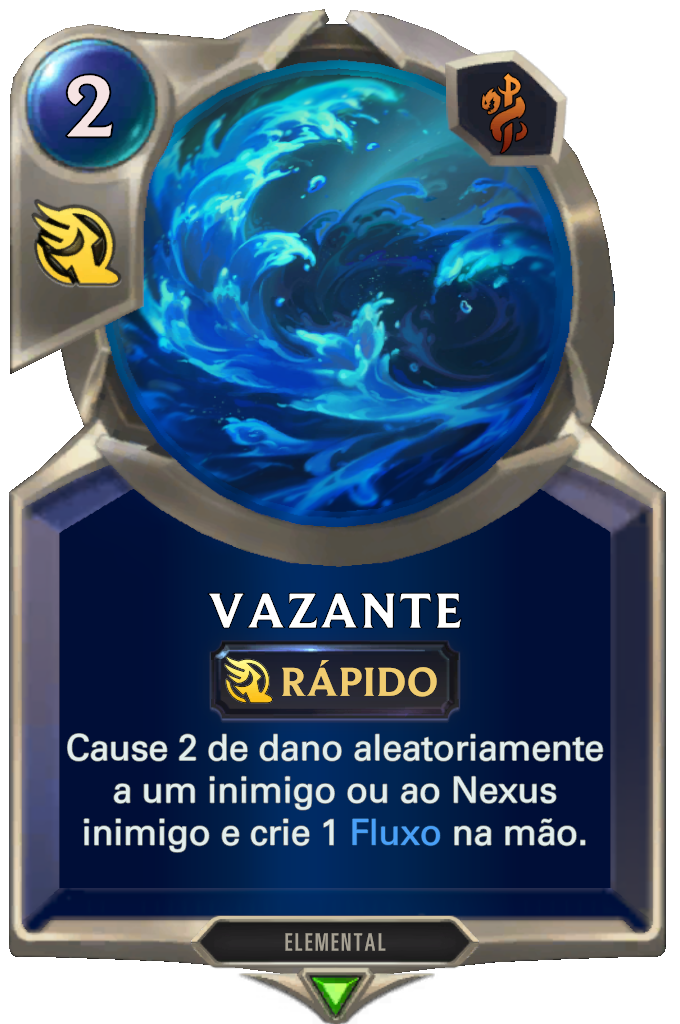 2
VAZANTE
RÁPIDO
Cause 2 de dano aleatoriamente
a um inimigo ou ao Nexus
inimigo e crie 1 Fluxo na mão.
ELEMENTAL